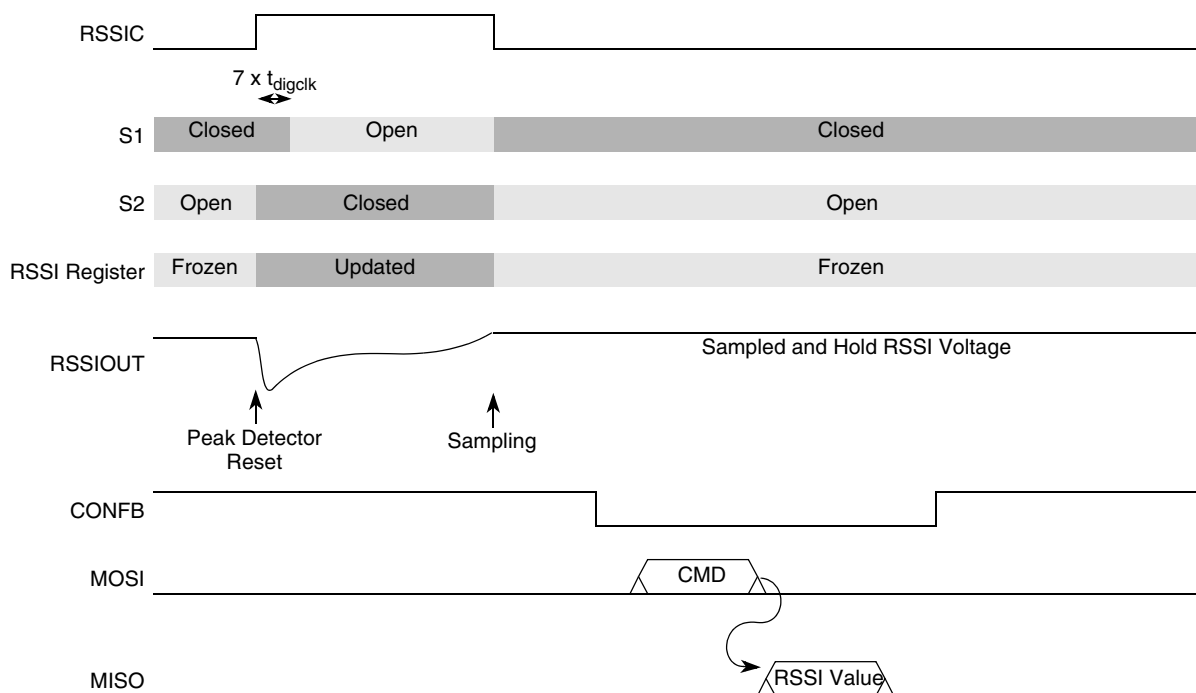 RSSIC
7 x tdigclk
S1 Closed Open Closed
S2 Open Closed Open
RSSI Register Frozen Updated Frozen
RSSIOUT Sampled and Hold RSSI Voltage
Peak Detector
Reset
Sampling
CONFB
MOSI CMD
MISO RSSI Value